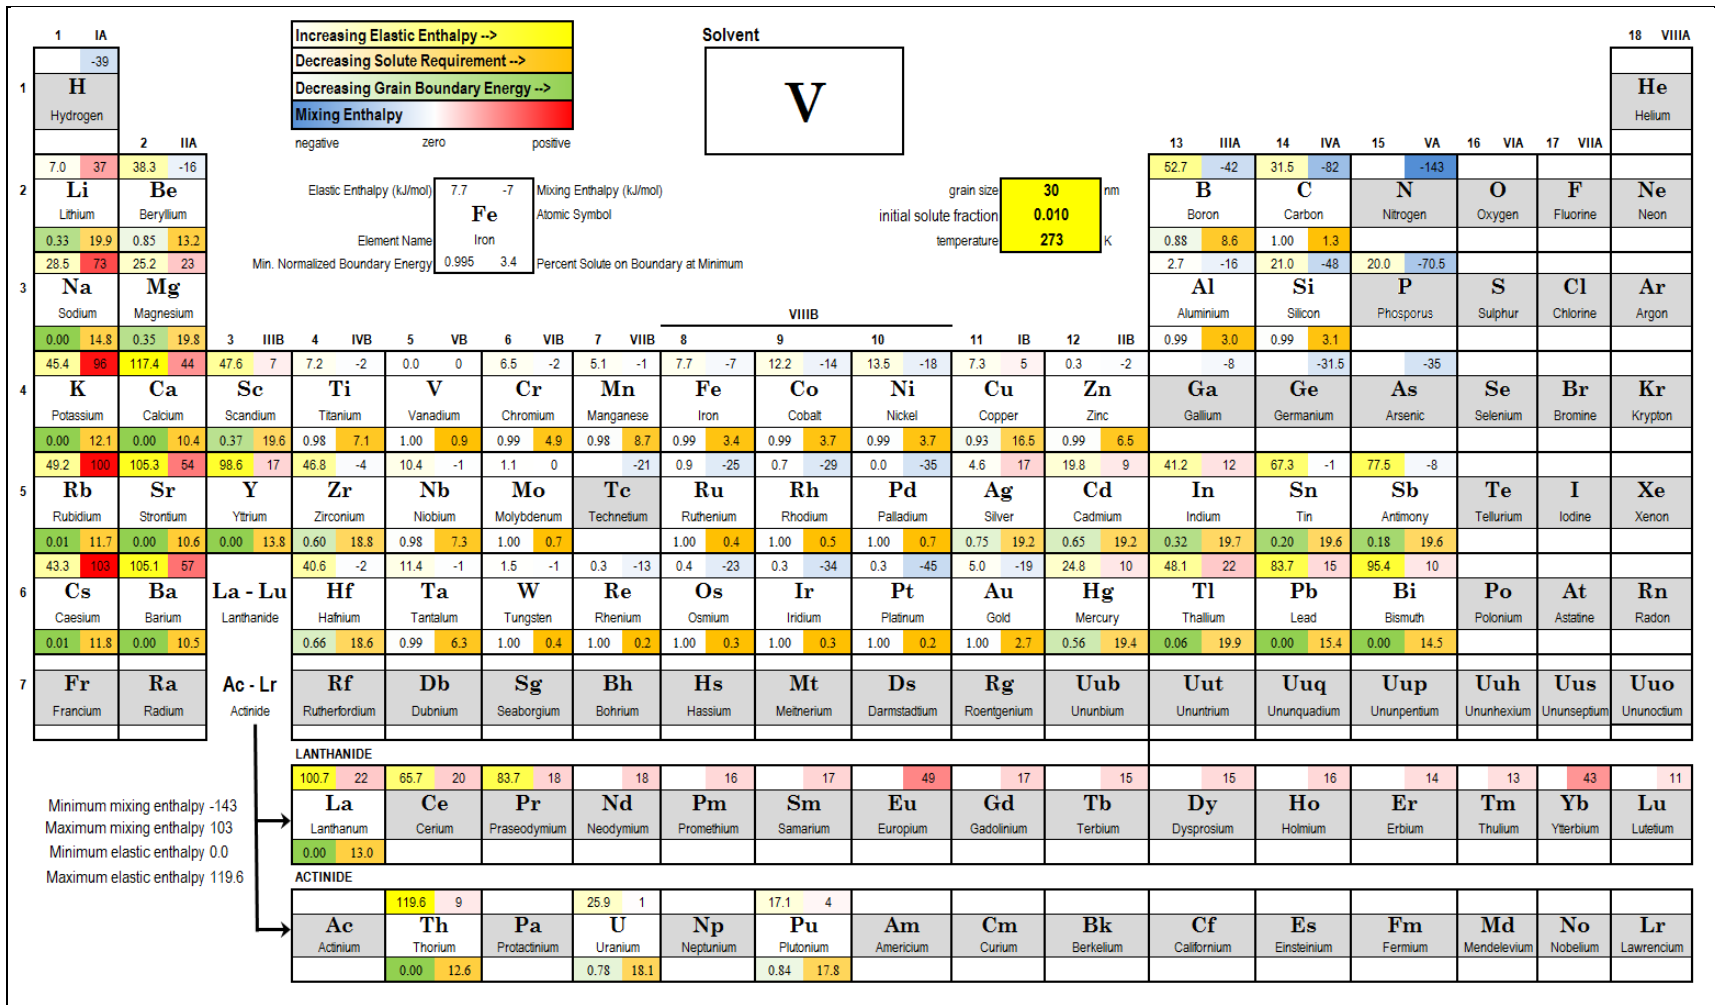 1 IA
18 VIIIA
Increasing Elastic Enthalpy -->
Decreasing Solute Requirement -->
Decreasing Grain Boundary Energy -->
Mixing Enthalpy
negative zero positive
Solvent
V
Elastic Enthalpy (kJ/mol) 7.7 -7 Mixing Enthalpy (kJ/mol)
Fe Atomic Symbol
Element Name Iron
Min. Normalized Boundary Energy 0.995 3.4 Percent Solute on Boundary at Minimum
grain size 30 nm
initial solute fraction 0.010
temperature 273 K
-39
1 H He
Hydrogen Helium
2 IIA 13 IIIA 14 IVA 15 VA 16 VIA 17 VIIA
7.0 37 38.3 -16 52.7 -42 31.5 -82 -143
2 Li Be B C N O F Ne
Lithium Beryllium Boron Carbon Nitrogen Oxygen Fluorine Neon
0.33 19.9 0.85 13.2 0.88 8.6 1.00 1.3
28.5 73 25.2 23 2.7 -16 21.0 -48 20.0 -70.5
3 Na Mg Al Si P S Cl Ar
Sodium Magnesium Aluminium Silicon Phosporus Sulphur Chlorine Argon
VIIIB
0.00 14.8 0.35 19.8 3 IIIB 4 IVB 5 VB 6 VIB 7 VIIB 8 9 10 11 IB 12 IIB 0.99 3.0 0.99 3.1
45.4 96 117.4 44 47.6 7 7.2 -2 0.0 0 6.5 -2 5.1 -1 7.7 -7 12.2 -14 13.5 -18 7.3 5 0.3 -2 -8 -31.5 -35
4 K Ca Sc Ti V Cr Mn Fe Co Ni Cu Zn Ga Ge As Se Br Kr
Potassium Calcium Scandium Titanium Vanadium Chromium Manganese Iron Cobalt Nickel Copper Zinc Gallium Germanium Arsenic Selenium Bromine Krypton
0.00 12.1 0.00 10.4 0.37 19.6 0.98 7.1 1.00 0.9 0.99 4.9 0.98 8.7 0.99 3.4 0.99 3.7 0.99 3.7 0.93 16.5 0.99 6.5
49.2 100 105.3 54 98.6 17 46.8 -4 10.4 -1 1.1 0 -21 0.9 -25 0.7 -29 0.0 -35 4.6 17 19.8 9 41.2 12 67.3 -1 77.5 -8
5 Rb Sr Y Zr Nb Mo Tc Ru Rh Pd Ag Cd In Sn Sb Te I Xe
Rubidium Strontium Yttrium Zirconium Niobium Molybdenum Technetium Ruthenium Rhodium Palladium Silver Cadmium Indium Tin Antimony Tellurium Iodine Xenon
0.01 11.7 0.00 10.6 0.00 13.8 0.60 18.8 0.98 7.3 1.00 0.7 1.00 0.4 1.00 0.5 1.00 0.7 0.75 19.2 0.65 19.2 0.32 19.7 0.20 19.6 0.18 19.6
43.3 103 105.1 57 40.6 -2 11.4 -1 1.5 -1 0.3 -13 0.4 -23 0.3 -34 0.3 -45 5.0 -19 24.8 10 48.1 22 83.7 15 95.4 10
6 Cs Ba La - Lu Hf Ta W Re Os Ir Pt Au Hg Tl Pb Bi Po At Rn
Caesium Barium Lanthanide Hafnium Tantalum Tungsten Rhenium Osmium Iridium Platinum Gold Mercury Thallium Lead Bismuth Polonium Astatine Radon
0.01 11.8 0.00 10.5 0.66 18.6 0.99 6.3 1.00 0.4 1.00 0.2 1.00 0.3 1.00 0.3 1.00 0.2 1.00 2.7 0.56 19.4 0.06 19.9 0.00 15.4 0.00 14.5
7 Fr Ra Ac - Lr Rf Db Sg Bh Hs Mt Ds Rg Uub Uut Uuq Uup Uuh Uus Uuo
Francium Radium Actinide Rutherfordium Dubnium Seaborgium Bohrium Hassium Meitnerium Darmstadtium Roentgenium Ununbium Ununtrium Ununquadium Ununpentium Ununhexium Ununseptium Ununoctium
LANTHANIDE
100.7 22 65.7 20 83.7 18 18 16 17 49 17 15 15 16 14 13 43 11
La Ce Pr Nd Pm Sm Eu Gd Tb Dy Ho Er Tm Yb Lu
Lanthanum Cerium Praseodymium Neodymium Promethium Samarium Europium Gadolinium Terbium Dysprosium Holmium Erbium Thulium Ytterbium Lutetium
0.00 13.0
Minimum mixing enthalpy -143
Maximum mixing enthalpy 103
Minimum elastic enthalpy 0.0
Maximum elastic enthalpy 119.6
ACTINIDE
119.6 9 25.9 1 17.1 4
Ac Th Pa U Np Pu Am Cm Bk Cf Es Fm Md No Lr
Actinium Thorium Protactinium Uranium Neptunium Plutonium Americium Curium Berkelium Californium Einsteinium Fermium Mendelevium Nobelium Lawrencium
0.00 12.6 0.78 18.1 0.84 17.8